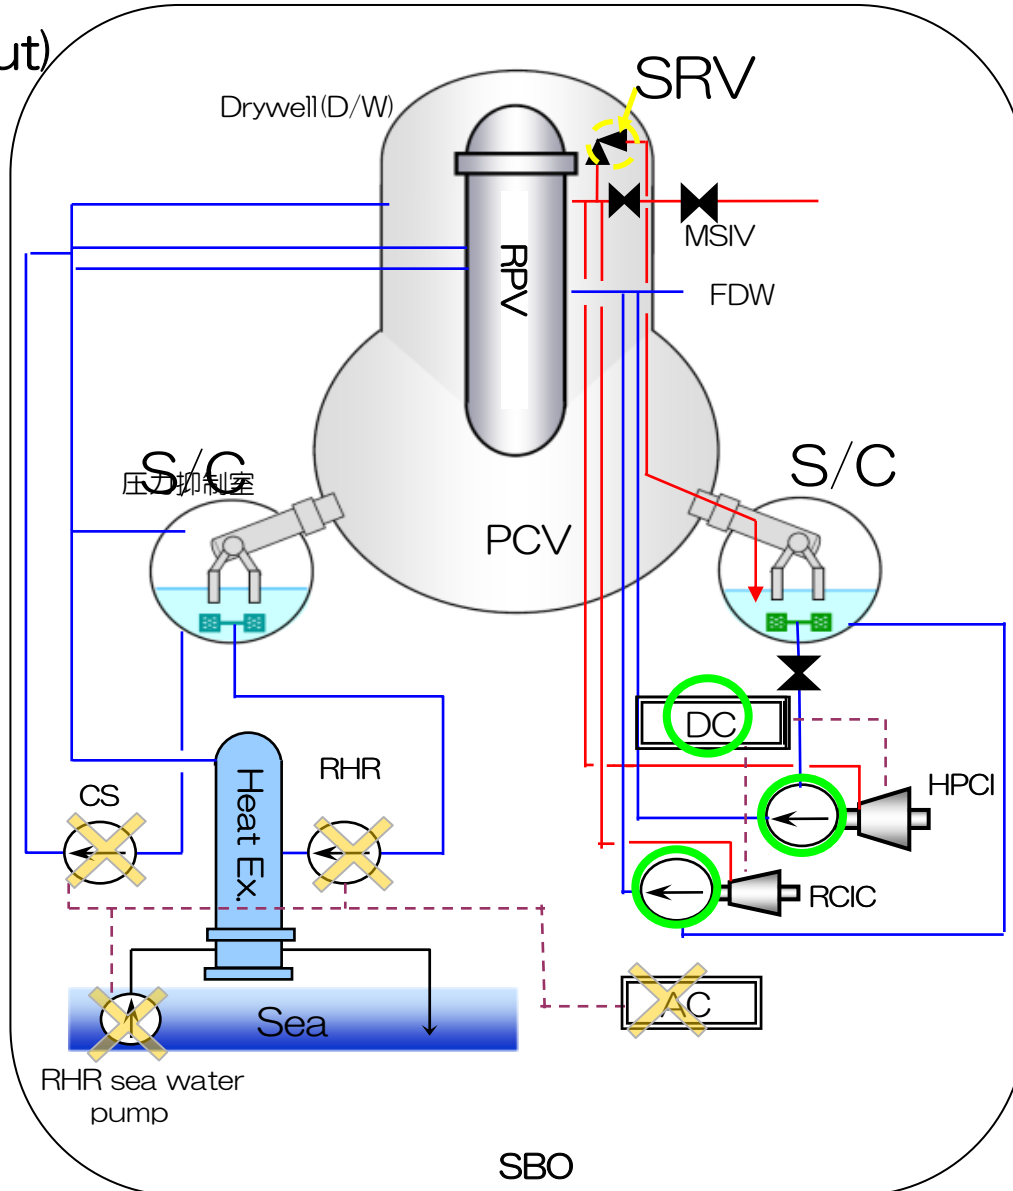 ut)
SRV
Drywell(D/W)
MSIV
RPV
FDW
S/C
圧力抑制室
S/C
PCV
DC
HPCI
RHR
CS
Heat Ex.
RCIC
AC
Sea
RHR sea water
pump
SBO